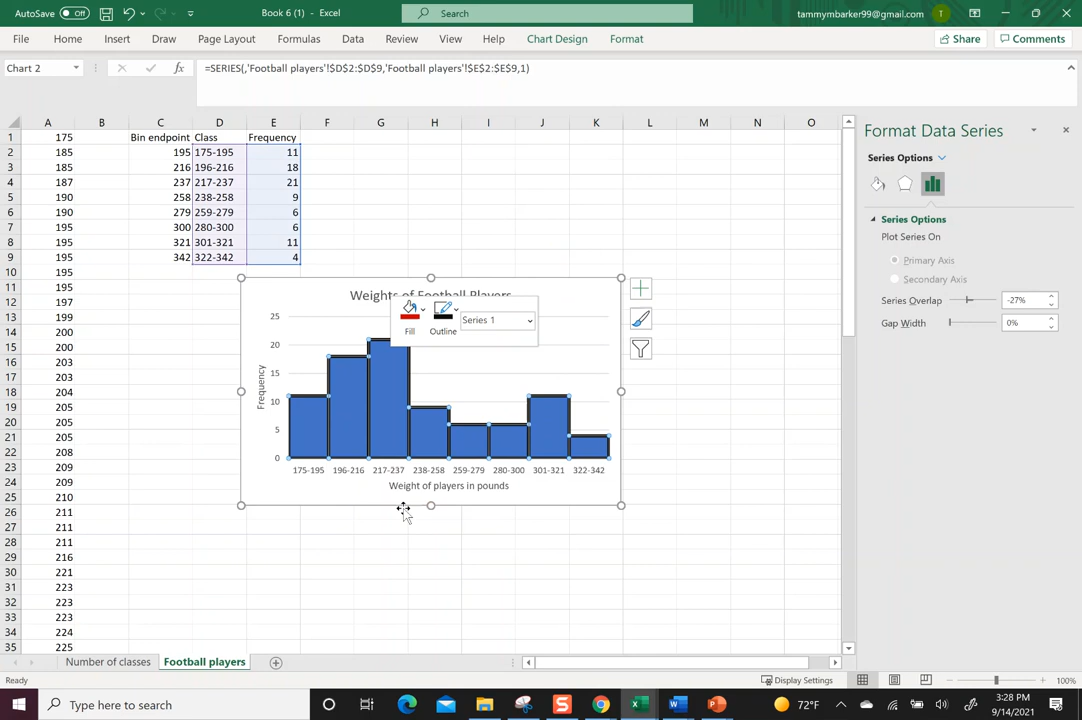 AutoSave Off Book 6 (1) - Excel Search tammymbarker99@gmail.com T
File Home Insert Draw Page Layout Formulas Data Review View Help Chart Design Format Share Comments
Chart 2 fx =SERIES(,'Football players'!$D$2:$D$9,'Football players'!$E$2:$E$9,1)
A B C D E F G H I J K L M N O
1 175 Bin endpoint Class Frequency
2 185 195 175-195 11
3 185 216 196-216 18
4 187 237 217-237 21
5 190 258 238-258 9
6 190 279 259-279 6
7 195 300 280-300 6
8 195 321 301-321 11
9 195 342 322-342 4
10 195
11 195
12 197
13 199
14 200
15 200
16 203
17 203
18 204
19 205
20 205
21 205
22 208
23 209
24 209
25 210
26 211
27 211
28 211
29 216
30 221
31 223
32 223
33 223
34 224
35 225
Weights of Football Players
Fill Outline Series 1
25
20
15
10
5
0
Frequency
175-195 196-216 217-237 238-258 259-279 280-300 301-321 322-342
Weight of players in pounds
Format Data Series
Series Options
Series Options
Plot Series On
Primary Axis
Secondary Axis
Series Overlap -27%
Gap Width 0%
Number of classes Football players
Ready Display Settings 100%
Type here to search 72°F 3:28 PM
9/14/2021